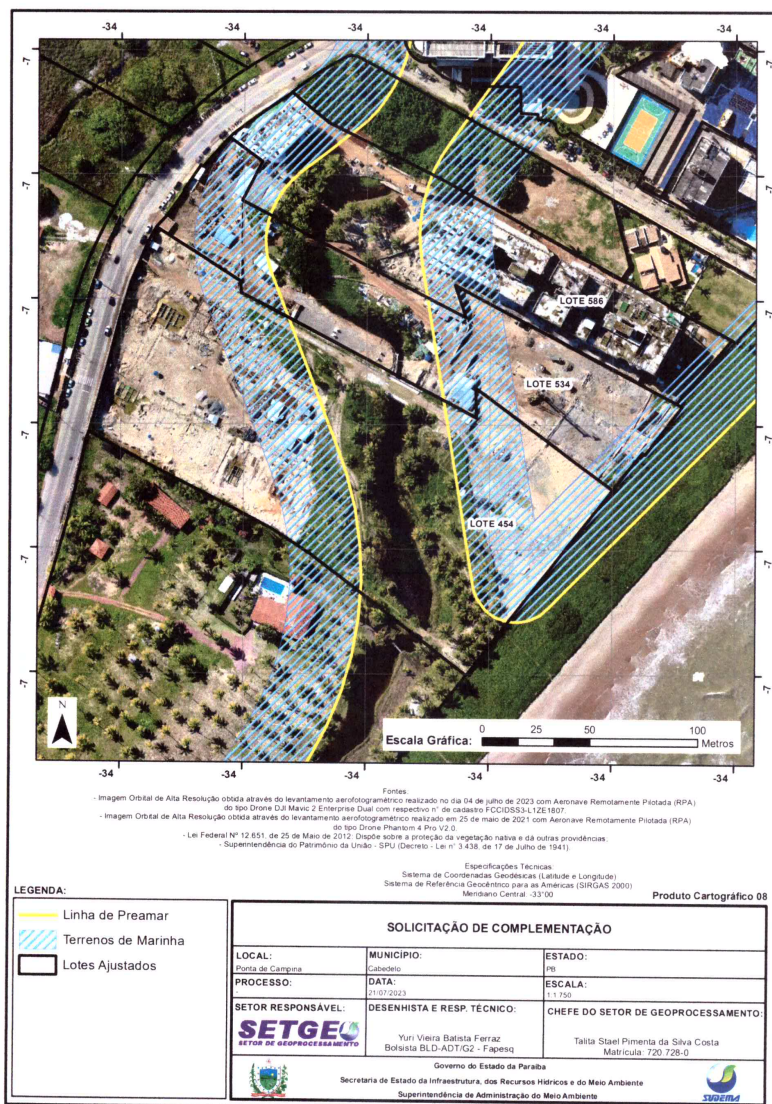 -34 -34 -34 -34 -34 -34
-7 -7
-7 -7
-7 -7
-7 -7
-7 -7
-7 -7
LOTE 586
LOTE 534
LOTE 454
N
Escala Gráfica: 0 25 50 100 Metros
-34 -34 -34 -34 -34 -34
Fontes:
- Imagem Orbital de Alta Resolução obtida através do levantamento aerofotogramétrico realizado no dia 04 de julho de 2023 com Aeronave Remotamente Pilotada (RPA)
do tipo Drone DJI Mavic 2 Enterprise Dual com respectivo n° de cadastro FCCIDSS3-L1ZE1807.
- Imagem Orbital de Alta Resolução obtida através do levantamento aerofotogramétrico realizado em 25 de maio de 2021 com Aeronave Remotamente Pilotada (RPA)
do tipo Drone Phantom 4 Pro V2.0.
- Lei Federal Nº 12.651, de 25 de Maio de 2012: Dispõe sobre a proteção da vegetação nativa e dá outras providências.
- Superintendência do Patrimônio da União - SPU (Decreto - Lei n° 3.438, de 17 de Julho de 1941).
Especificações Técnicas:
Sistema de Coordenadas Geodésicas (Latitude e Longitude)
Sistema de Referência Geocêntrico para as Américas (SIRGAS 2000)
Meridiano Central: -33°00
Produto Cartográfico 08
LEGENDA:
Linha de Preamar
Terrenos de Marinha
Lotes Ajustados
SOLICITAÇÃO DE COMPLEMENTAÇÃO
LOCAL: MUNICÍPIO: ESTADO:
Ponta de Campina Cabedelo PB
PROCESSO: DATA: ESCALA:
- 21/07/2023 1:1.750
SETOR RESPONSÁVEL: DESENHISTA E RESP. TÉCNICO: CHEFE DO SETOR DE GEOPROCESSAMENTO:
SETGEO
SETOR DE GEOPROCESSAMENTO
Yuri Vieira Batista Ferraz Talita Stael Pimenta da Silva Costa
Bolsista BLD-ADT/G2 - Fapesq Matrícula: 720.728-0
Governo do Estado da Paraíba
Secretaria de Estado da Infraestrutura, dos Recursos Hídricos e do Meio Ambiente
Superintendência de Administração do Meio Ambiente
SUDEMA